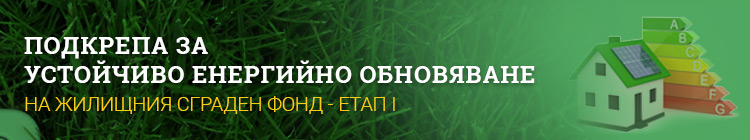 ПОДКРЕПА ЗА
УСТОЙЧИВО ЕНЕРГИЙНО ОБНОВЯВАНЕ
НА ЖИЛИЩНИЯ СГРАДЕН ФОНД - ЕТАП I
A
B
C
D
E
F
G